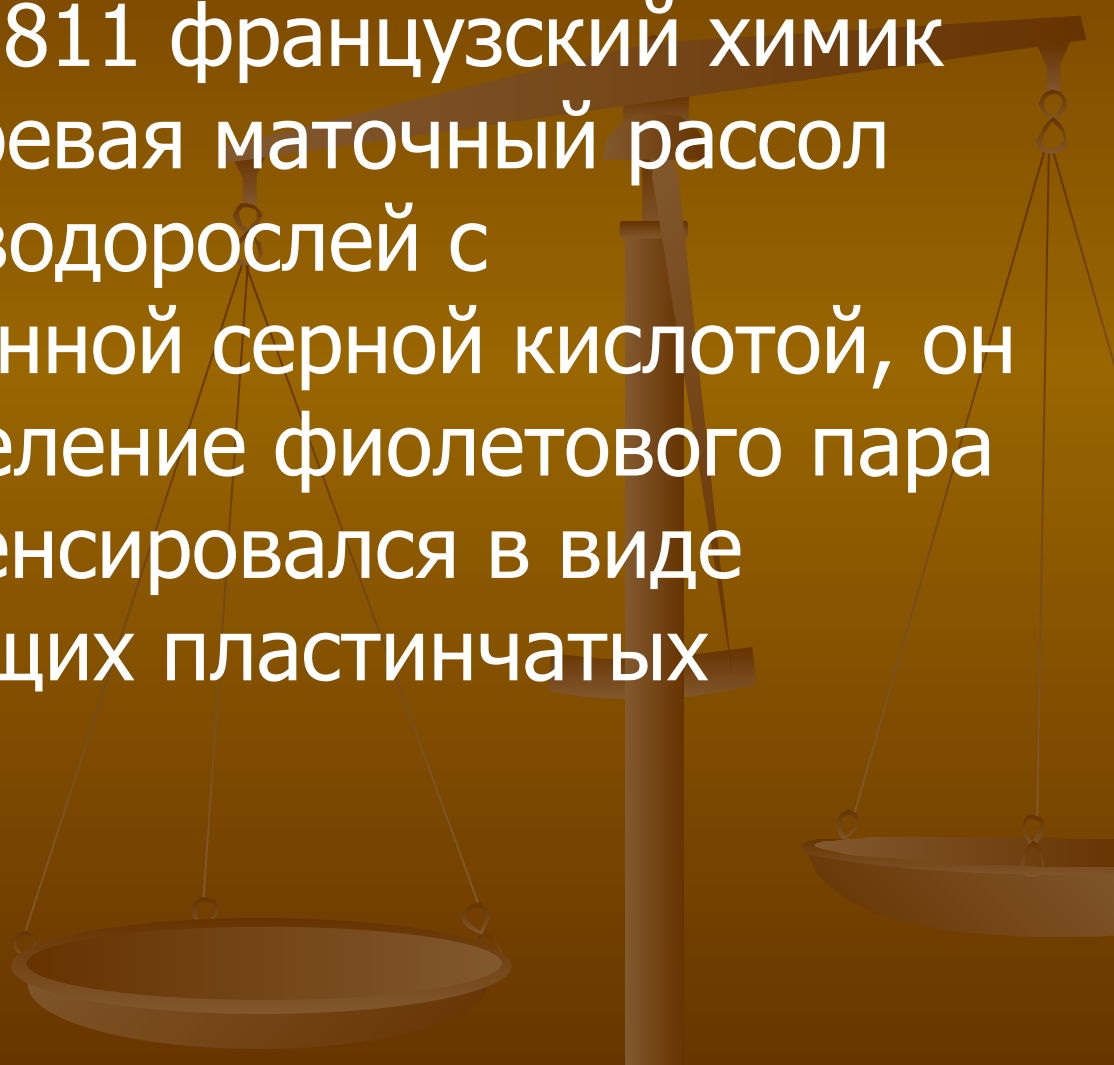 811 французский химик
евая маточный рассол
водорослей с
нной серной кислотой, он
еление фиолетового пара
енсировался в виде
щих пластинчатых